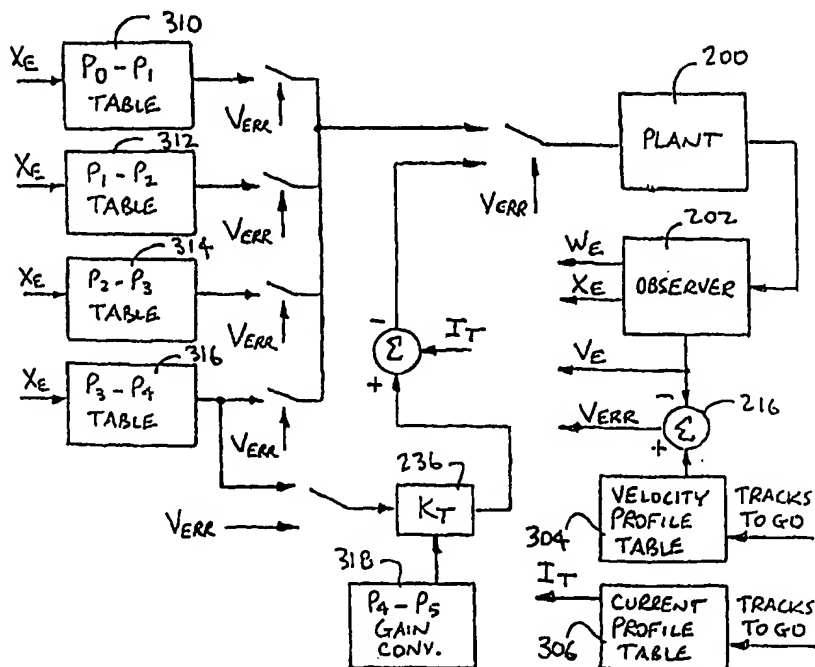 310
XE
P0-P1
TABLE
VERR
312
XE
P1-P2
TABLE
VERR
314
XE
P2-P3
TABLE
VERR
316
XE
P3-P4
TABLE
VERR
VERR
236
KT
318
P4-P5
GAIN
CONV.
-
Σ
IT
+
VERR
200
PLANT
202
OBSERVER
WE
XE
VE
-
Σ
216
VERR
+
VELOCITY
PROFILE
TABLE
304
TRACKS
TO GO
IT
CURRENT
PROFILE
TABLE
306
TRACKS
TO GO